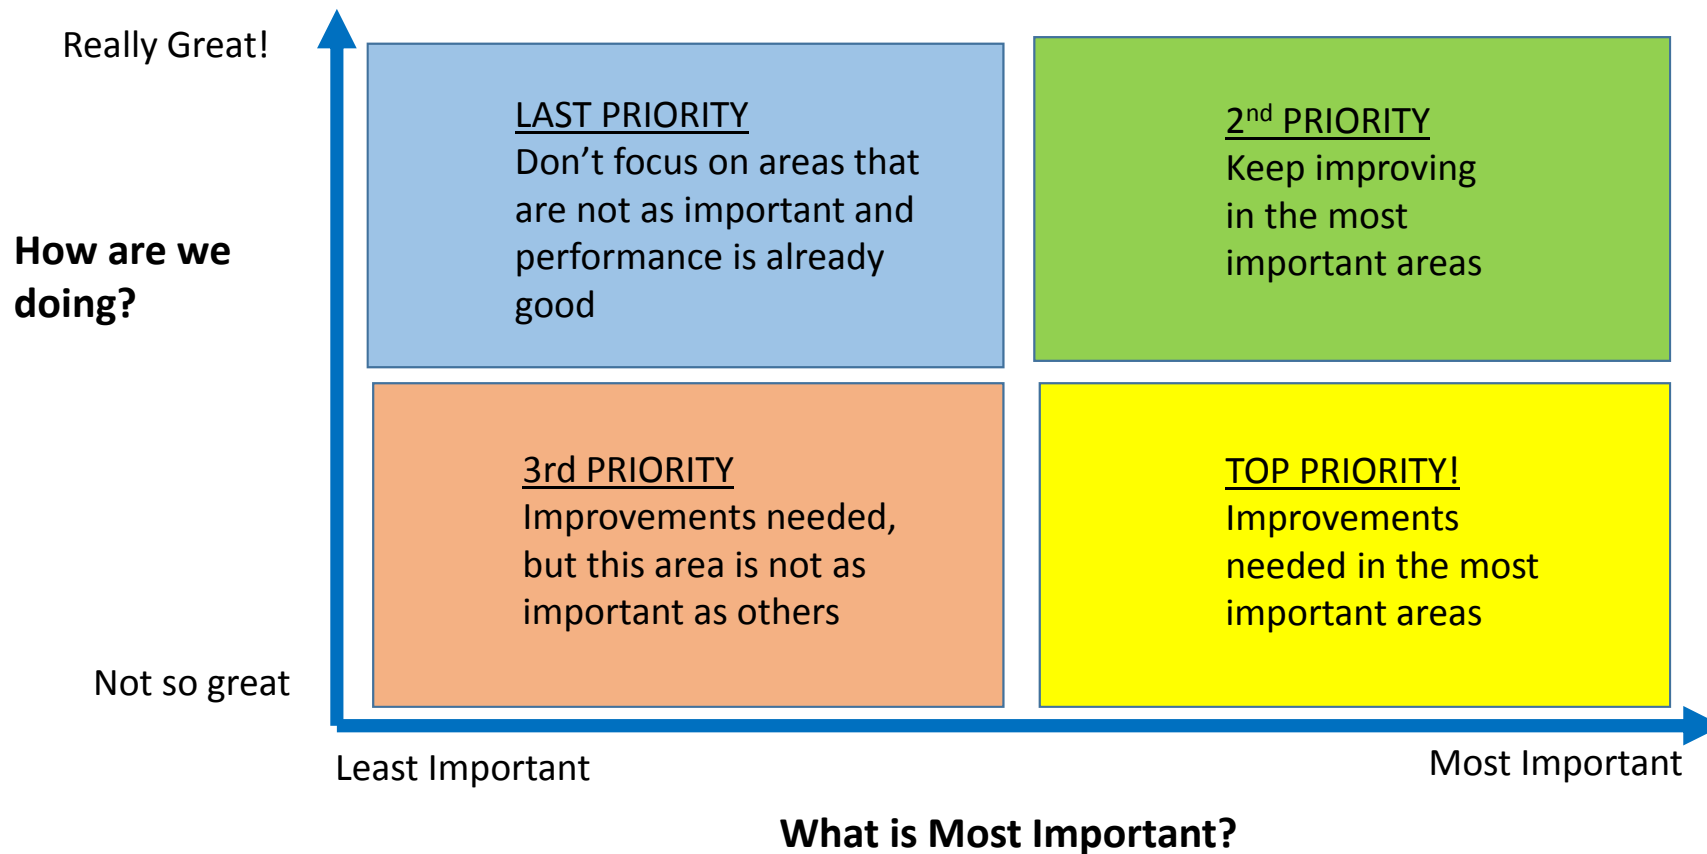 Really Great!
How are we
doing?
Not so great
LAST PRIORITY
Don’t focus on areas that
are not as important and
performance is already
good
2nd PRIORITY
Keep improving
in the most
important areas
3rd PRIORITY
Improvements needed,
but this area is not as
important as others
TOP PRIORITY!
Improvements
needed in the most
important areas
Least Important
Most Important
What is Most Important?